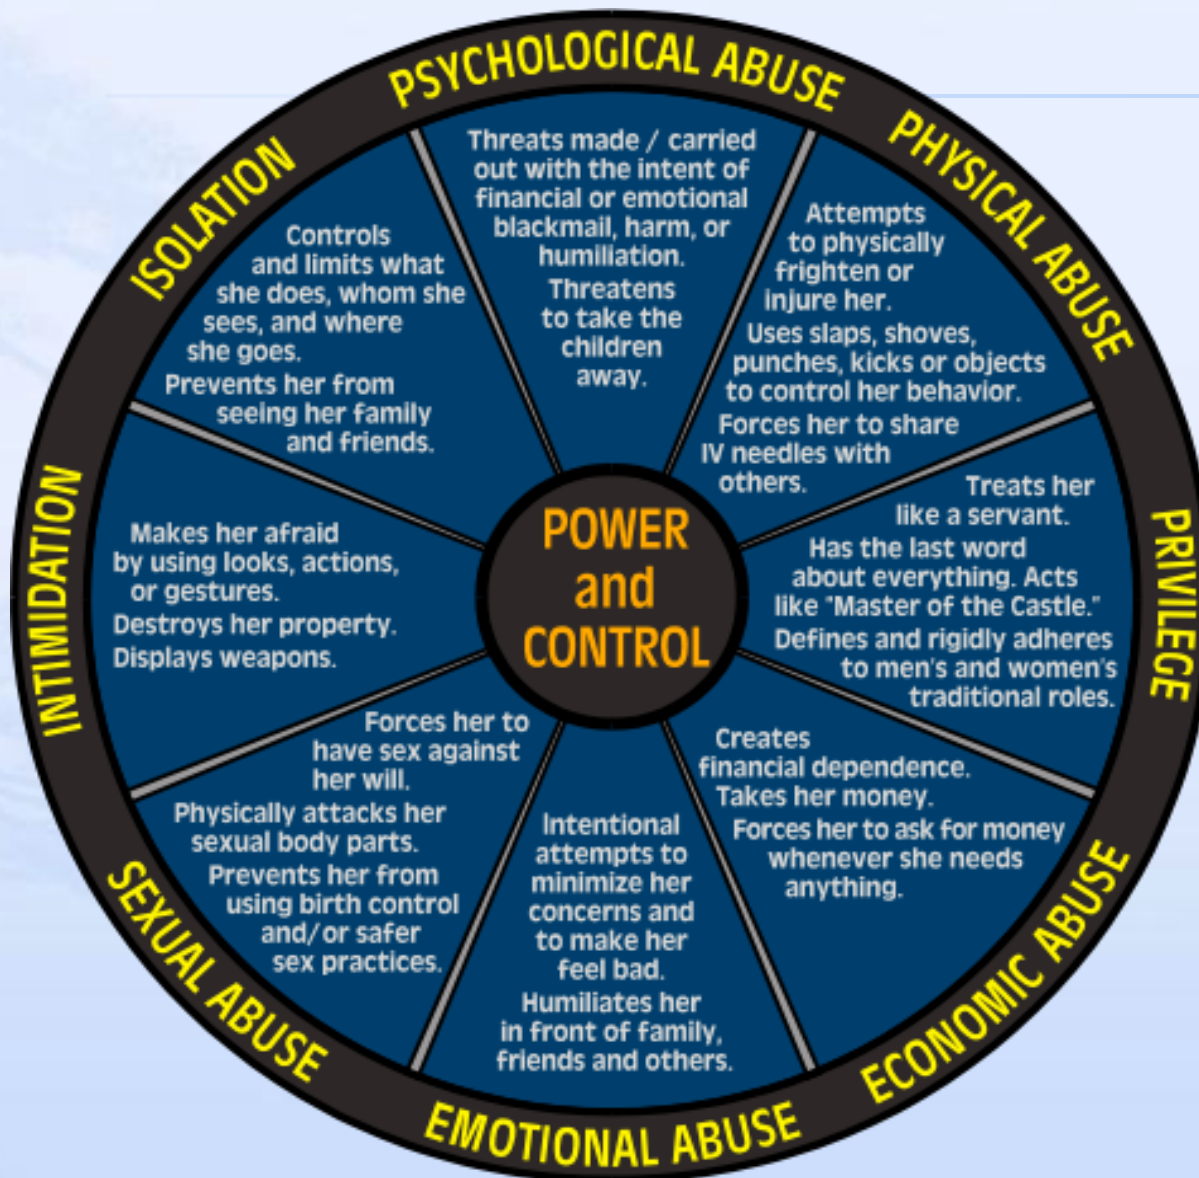 PSYCHOLOGICAL ABUSE
Threats made / carried
out with the intent of
financial or emotional
blackmail, harm, or
humiliation.
Threatens
to take the
children
away.
PHYSICAL ABUSE
Attempts
to physically
frighten or
injure her.
Uses slaps, shoves,
punches, kicks or objects
to control her behavior.
Forces her to share
IV needles with
others.
PRIVILEGE
Treats her
like a servant.
Has the last word
about everything. Acts
like "Master of the Castle."
Defines and rigidly adheres
to men's and women's
traditional roles.
ECONOMIC ABUSE
Creates
financial dependence.
Takes her money.
Forces her to ask for money
whenever she needs
anything.
EMOTIONAL ABUSE
Intentional
attempts to
minimize her
concerns and
to make her
feel bad.
Humiliates her
in front of family,
friends and others.
SEXUAL ABUSE
Forces her to
have sex against
her will.
Physically attacks her
sexual body parts.
Prevents her from
using birth control
and/or safer
sex practices.
INTIMIDATION
Makes her afraid
by using looks, actions,
or gestures.
Destroys her property.
Displays weapons.
ISOLATION
Controls
and limits what
she does, whom she
sees, and where
she goes.
Prevents her from
seeing her family
and friends.
POWER
and
CONTROL